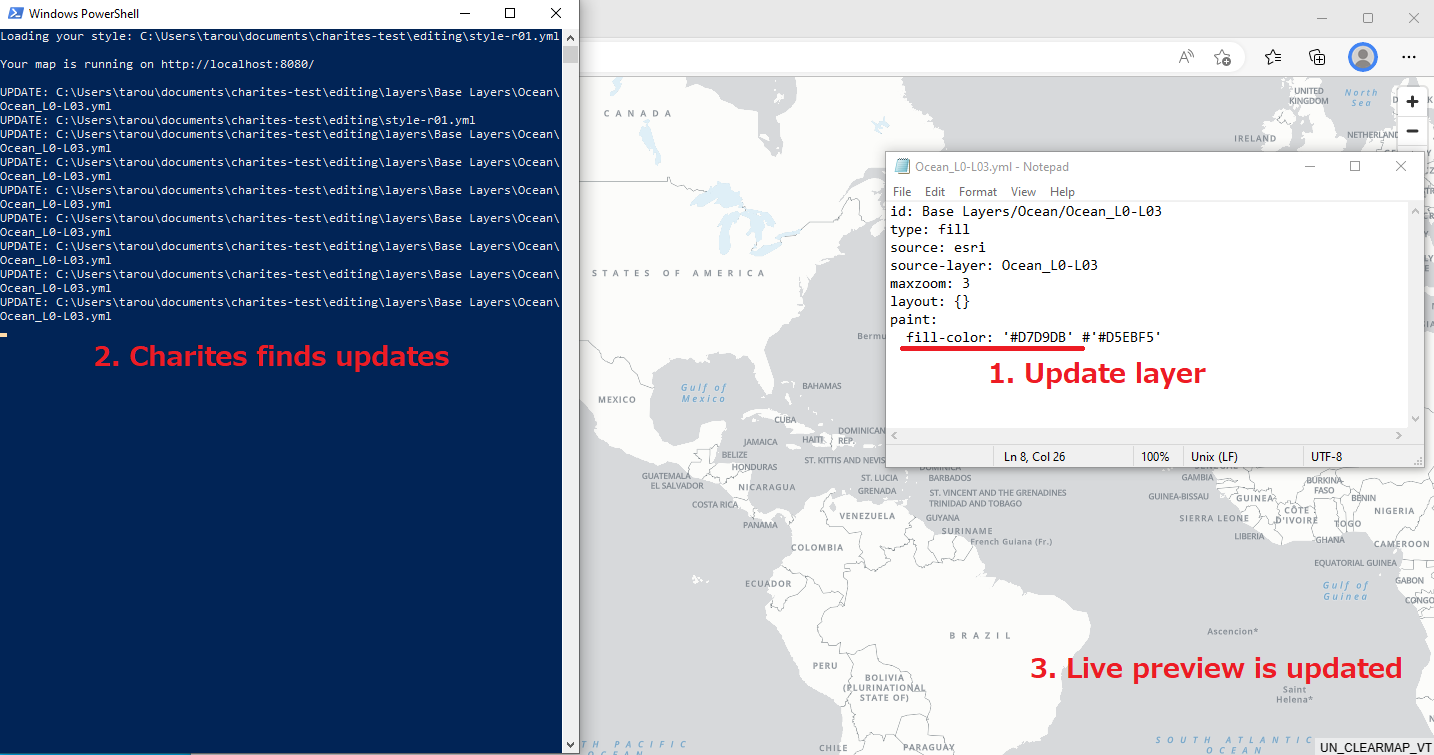 Windows PowerShell
Loading your style: C:\Users\tarou\documents\charites-test\editing\style-r01.yml
Your map is running on http://localhost:8080/
UPDATE: C:\Users\tarou\documents\charites-test\editing\layers\Base Layers\Ocean\
Ocean_L0-L03.yml
UPDATE: C:\Users\tarou\documents\charites-test\editing\style-r01.yml
UPDATE: C:\Users\tarou\documents\charites-test\editing\layers\Base Layers\Ocean\
Ocean_L0-L03.yml
UPDATE: C:\Users\tarou\documents\charites-test\editing\layers\Base Layers\Ocean\
Ocean_L0-L03.yml
UPDATE: C:\Users\tarou\documents\charites-test\editing\layers\Base Layers\Ocean\
Ocean_L0-L03.yml
UPDATE: C:\Users\tarou\documents\charites-test\editing\layers\Base Layers\Ocean\
Ocean_L0-L03.yml
UPDATE: C:\Users\tarou\documents\charites-test\editing\layers\Base Layers\Ocean\
Ocean_L0-L03.yml
UPDATE: C:\Users\tarou\documents\charites-test\editing\layers\Base Layers\Ocean\
Ocean_L0-L03.yml
UPDATE: C:\Users\tarou\documents\charites-test\editing\layers\Base Layers\Ocean\
Ocean_L0-L03.yml
2. Charites finds updates
Ocean_L0-L03.yml - Notepad
File Edit Format View Help
id: Base Layers/Ocean/Ocean_L0-L03
type: fill
source: esri
source-layer: Ocean_L0-L03
maxzoom: 3
layout: {}
paint:
fill-color: '#D7D9DB' #'#D5EBF5'
1. Update layer
Ln 8, Col 26 100% Unix (LF) UTF-8
CANADA
UNITED
KINGDOM
North
Sea
IRELAND
NETHERLAND
STATES OF AMERICA
Bermu
Gulf of
Mexico
BAHAMAS
MEXICO
CUBA
DOMINICAN
REP.
JAMAICA
HAITI
BELIZE
HONDURAS
ST. KITTS AND NEVIS
DOMINICA
GUATEMALA
EL SALVADOR
NICARAGUA
ST. LUCIA
BARBADOS
GRENADA
ST. VINCENT AND THE GRENADINES
TRINIDAD AND TOBAGO
COSTA RICA
PANAMA
VENEZUELA
GUYANA
SURINAME
French Guiana (Fr.)
COLOMBIA
ECUADOR
BRAZIL
PERU
BOLIVIA
(PLURINATIONAL
STATE OF)
CHILE
PARAGUAY
GAMBIA
GUINEA-BISSAU
GUINEA
SIERRA LEONE
LIBERIA
CÔTE
D'IVOIRE
BURKINA
FASO
BENIN
TOGO
GHANA
NIGERIA
CAMEROON
EQUATORIAL GUINEA
GABON
CONGO
Gulf of
Guinea
Ascension*
3. Live preview is updated
Saint
Helena*
TH PACIFIC
OCEAN
SOUTH ATLANTIC
OCEAN
UN_CLEARMAP_VT